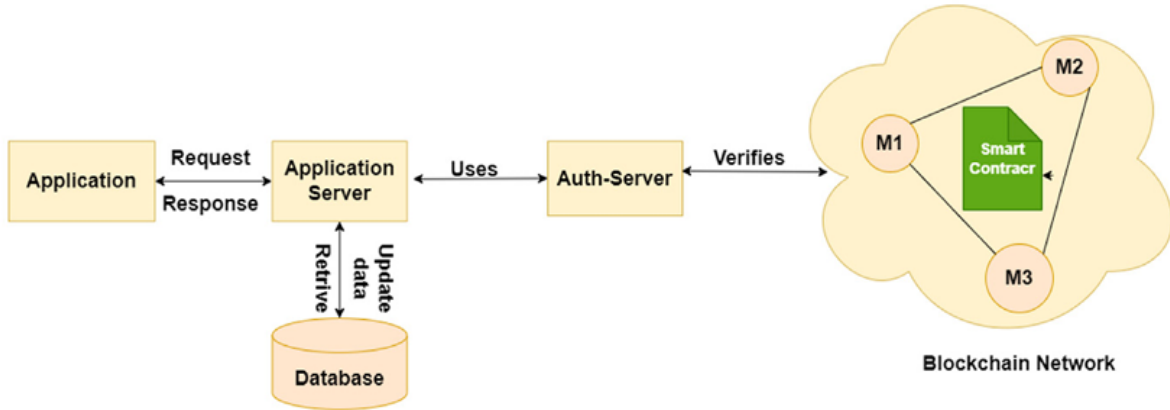 M2
M1
Smart
Contracr
M3
Blockchain Network
Application
Request
Response
Application
Server
Uses
Auth-Server
Verifies
Update
data
Retrive
Database